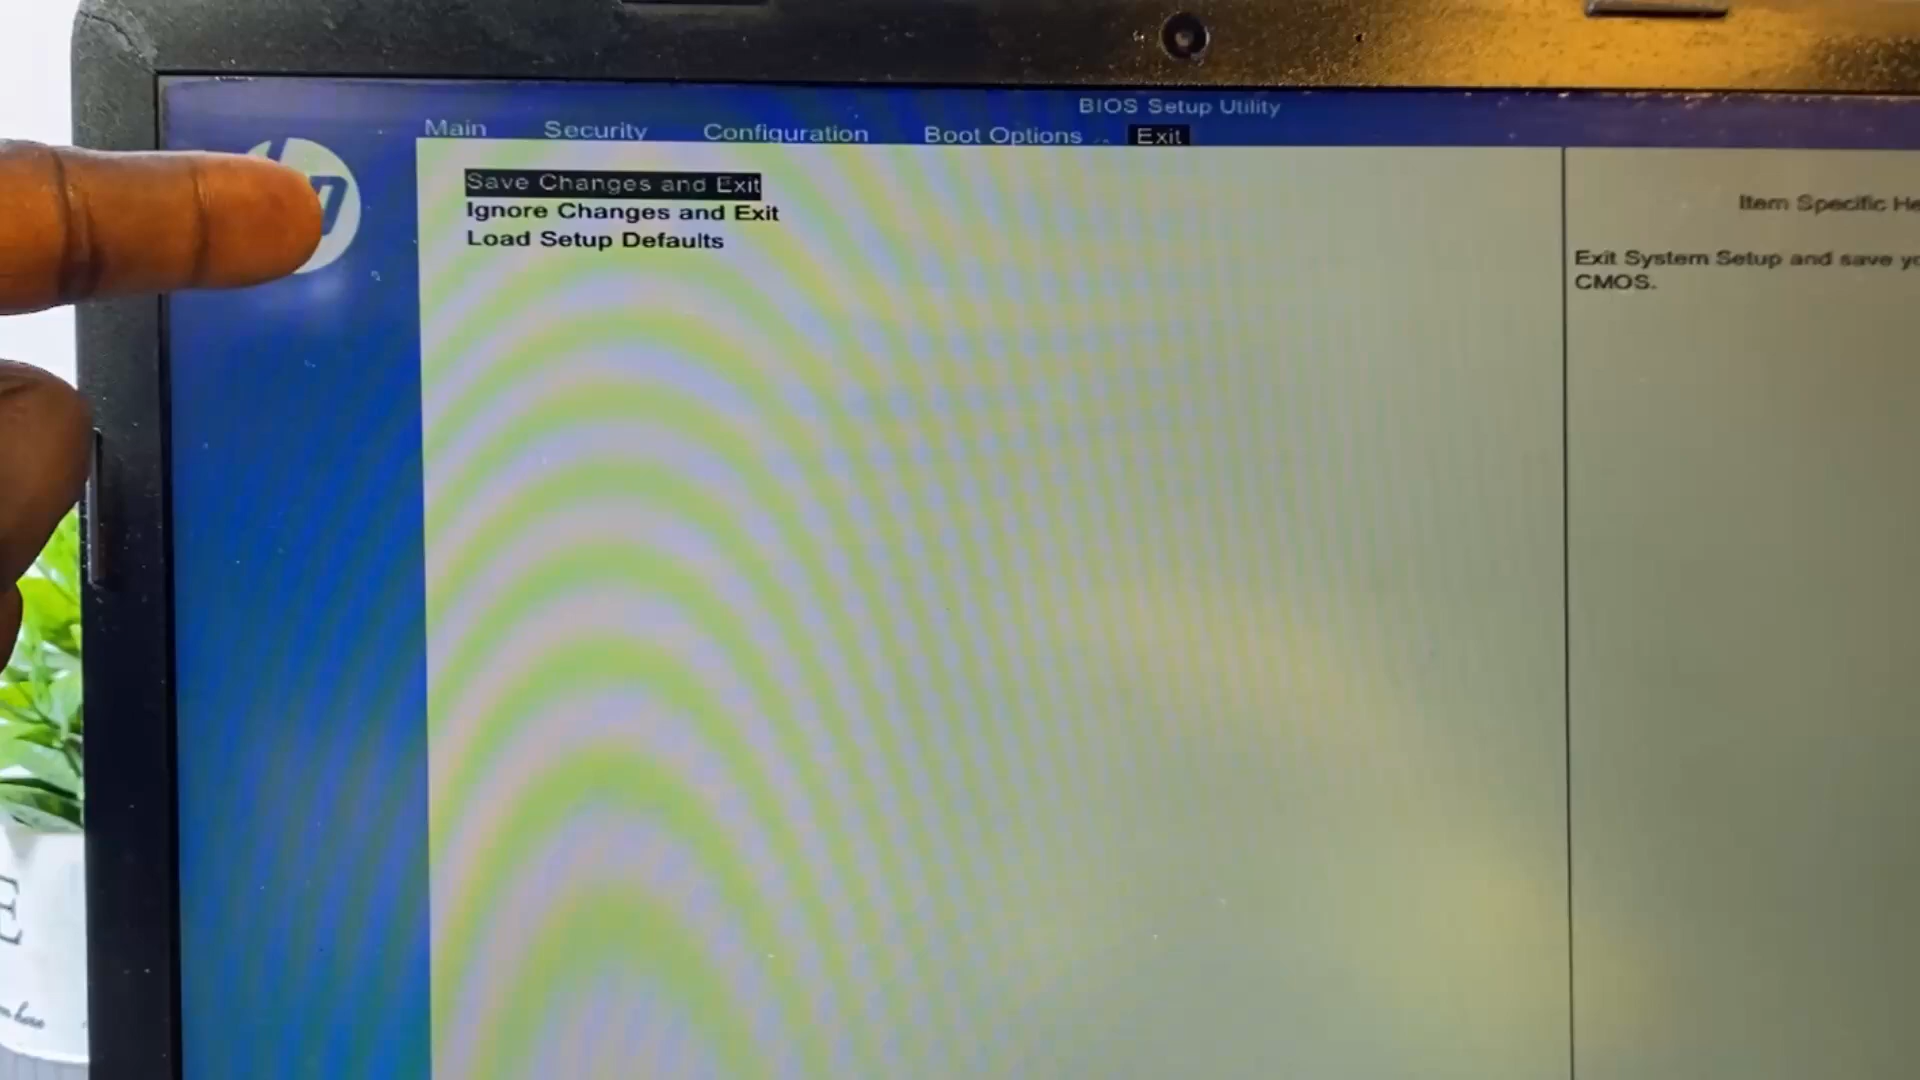 BIOS Setup Utility
Main Security Configuration Boot Options Exit
Save Changes and Exit
Ignore Changes and Exit
Load Setup Defaults
Item Specific
Exit System Setup and save
CMOS.
E
here